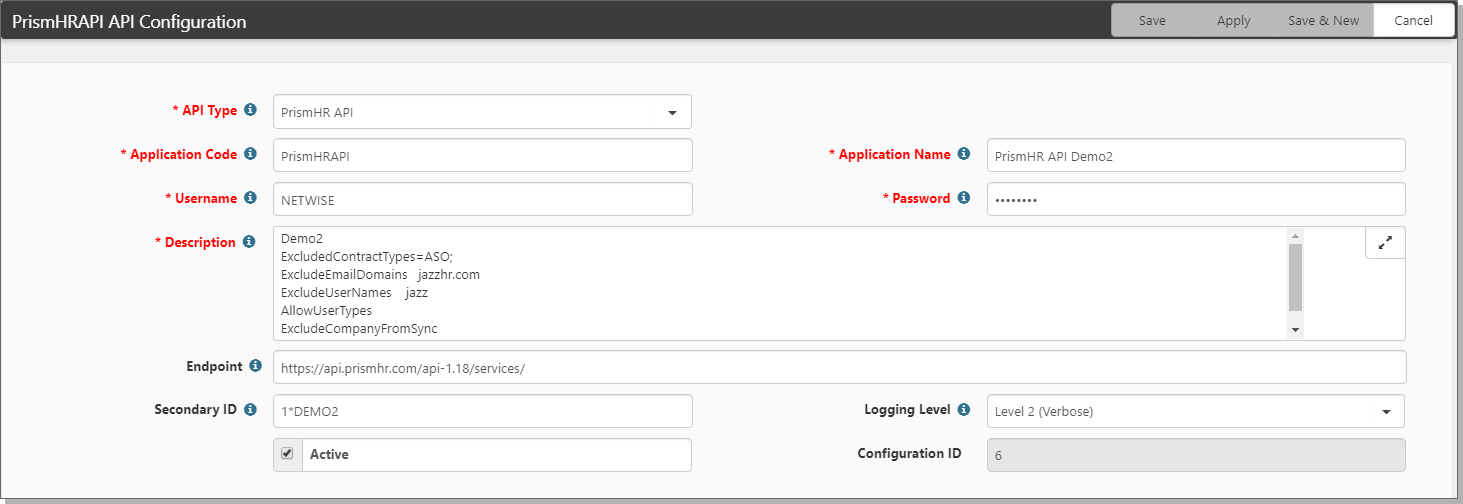 PrismHRAPI API Configuration
Save Apply Save & New Cancel
* API Type PrismHR API
* Application Code PrismHRAPI * Application Name PrismHR API Demo2
* Username NETWISE * Password ••••••••
* Description Demo2
ExcludedContractTypes=ASO;
ExcludeEmailDomains jazzhr.com
ExcludeUserNames jazz
AllowUserTypes
ExcludeCompanyFromSync
Endpoint https://api.prismhr.com/api-1.18/services/
Secondary ID 1*DEMO2 Logging Level Level 2 (Verbose)
Active Configuration ID 6